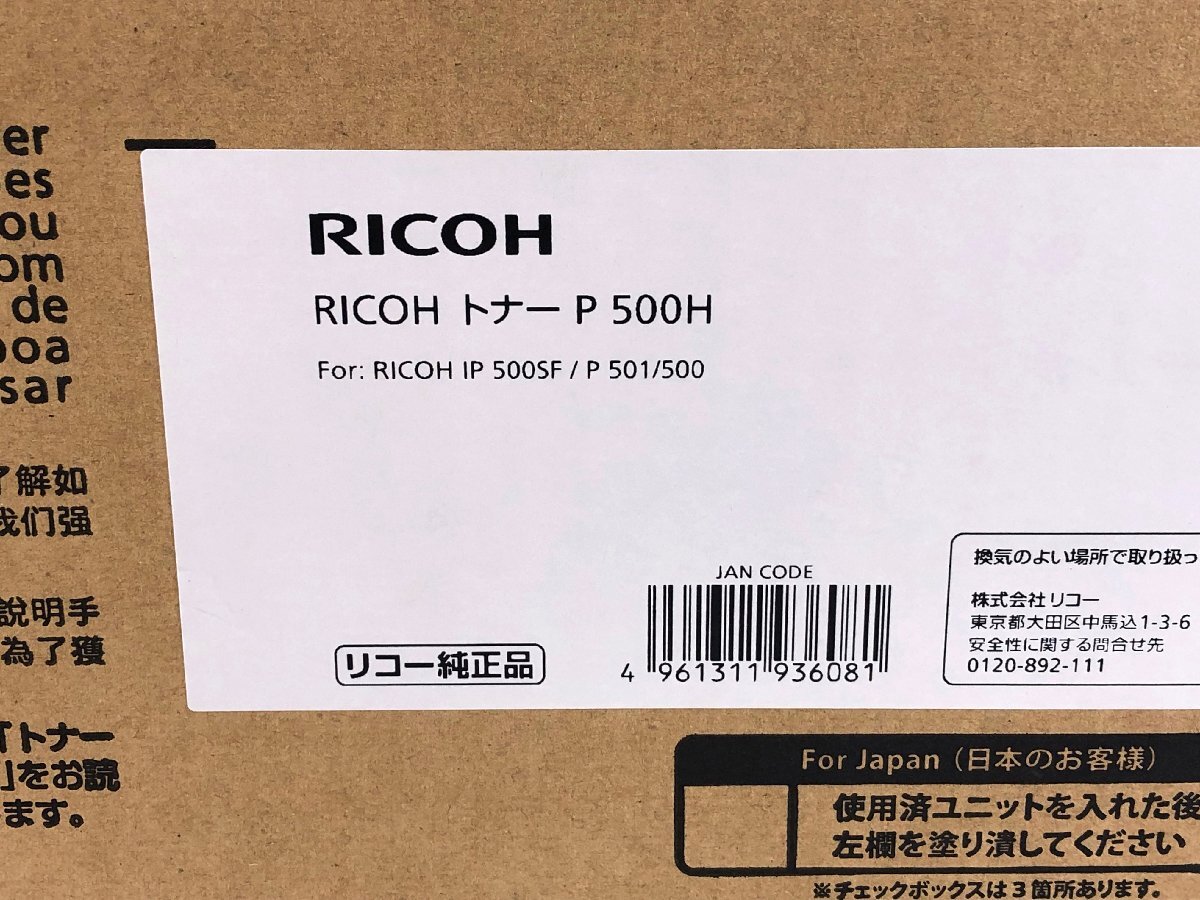 er
es
ou
om
de
boa
sar
了解如
我们强
說明手
為了獲
「トナー
」をお読
ます。
RICOH
RICOH トナー P 500H
For: RICOH IP 500SF / P 501/500
リコー純正品
JAN CODE
4 961311 936081
換気のよい場所で取り扱っ
株式会社リコー
東京都大田区中馬込1-3-6
安全性に関する問合せ先
0120-892-111
For Japan（日本のお客様）
使用済ユニットを入れた後
左欄を塗り潰してください
※チェックボックスは3箇所あります。